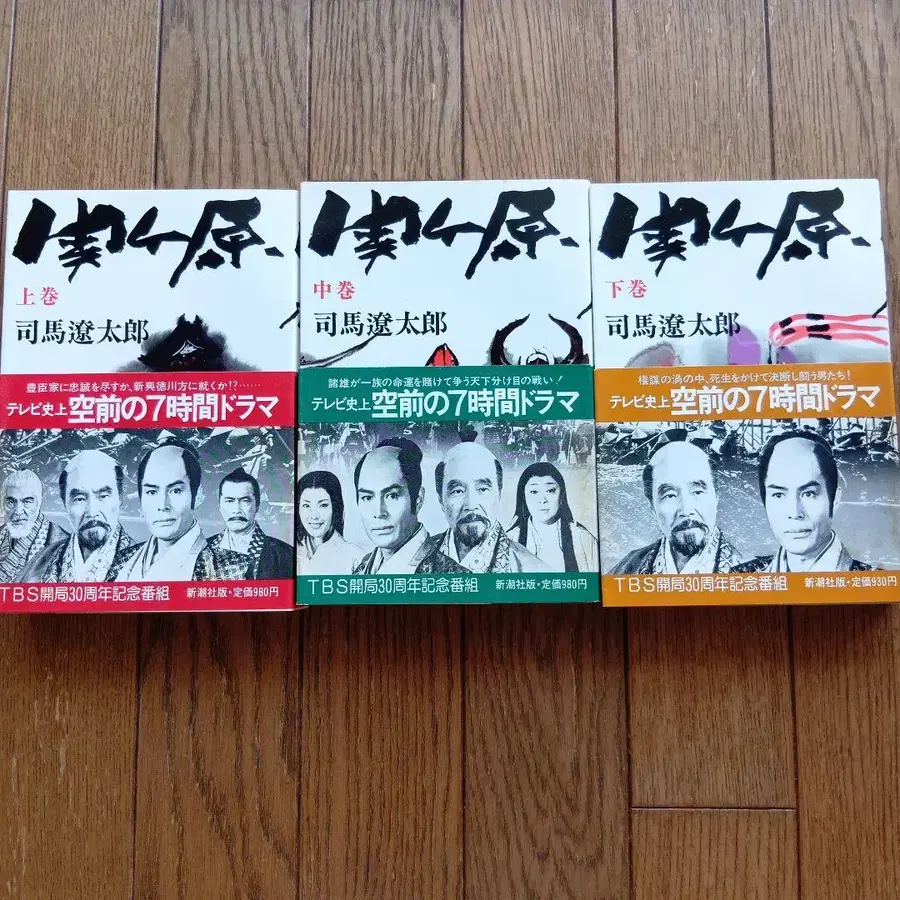 関ヶ原
上巻
司馬遼太郎
豊臣家に忠誠を尽すか、新興徳川方に就くか!?……
テレビ史上 空前の7時間ドラマ
TBS開局30周年記念番組 新潮社版・定価980円
関ヶ原
中巻
司馬遼太郎
諸雄が一族の命運を賭けて争う天下分け目の戦い!
テレビ史上 空前の7時間ドラマ
TBS開局30周年記念番組 新潮社版・定価980円
関ヶ原
下巻
司馬遼太郎
権謀の渦の中、死生をかけて決断し闘う男たち!
テレビ史上 空前の7時間ドラマ
TBS開局30周年記念番組 新潮社版・定価930円